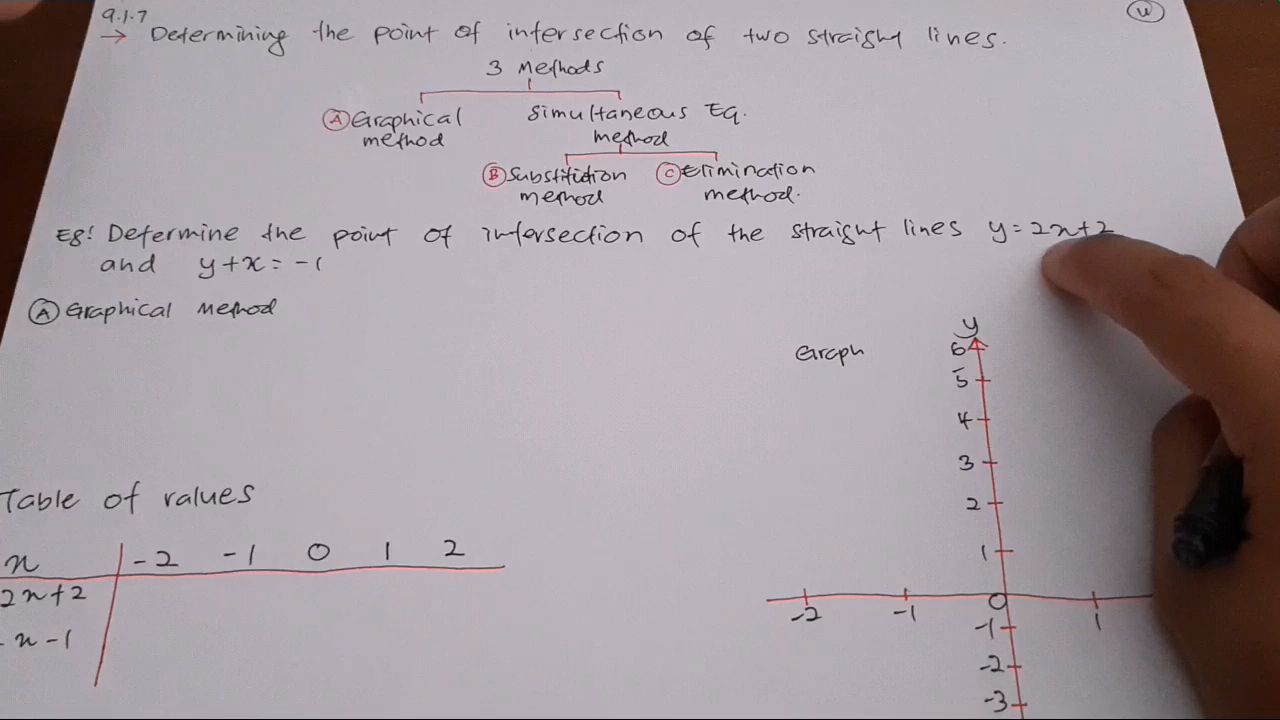 9.1.7
→ Determining the point of intersection of two straight lines.
3 Methods
Ⓐ Graphical method
Simultaneous Eq. method
Ⓑ Substitution method
Ⓒ Elimination method.
Eg: Determine the point of intersection of the straight lines y = 2x+2
and y+x = -1
Ⓐ Graphical Method
Graph
y
6
5
4
3
2
1
-2 -1 0 1
-1
-2
-3
Table of values
x -2 -1 0 1 2
2x+2
-x-1